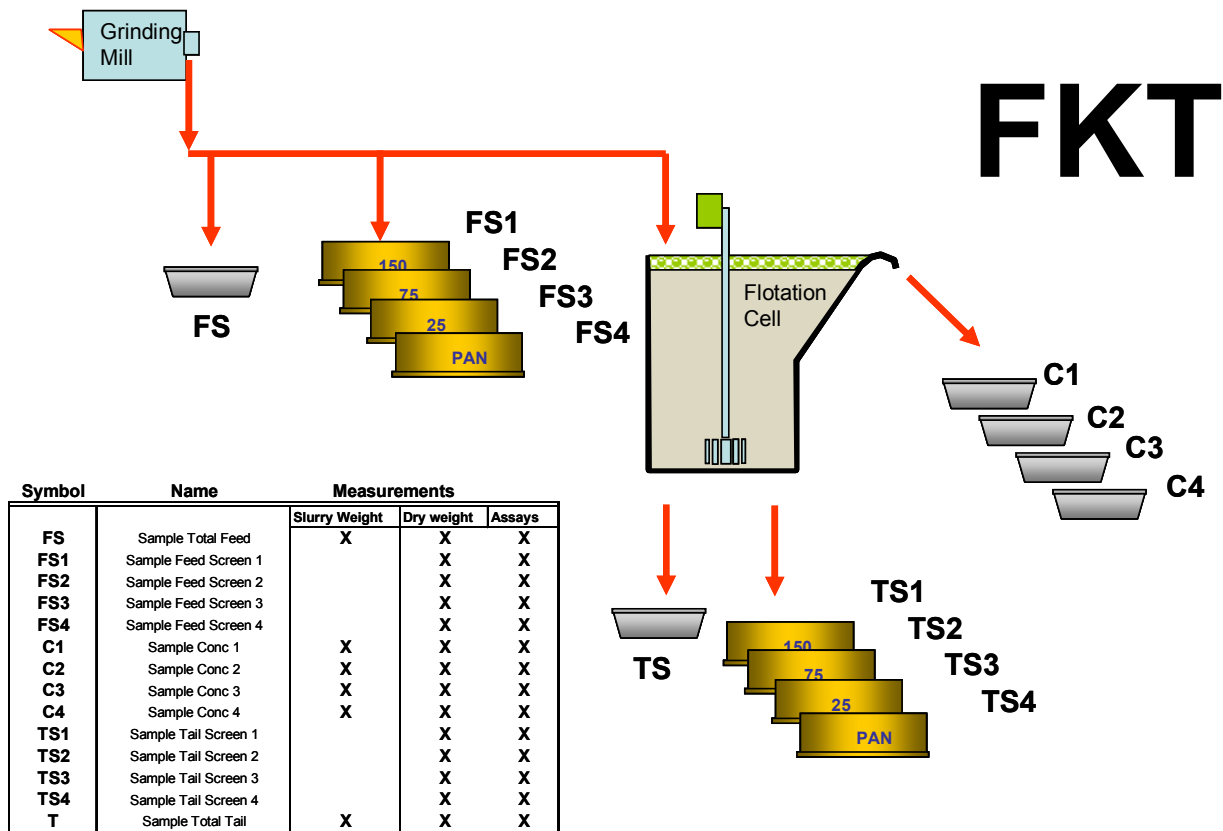 Grinding
Mill
FKT
FS1
FS2
FS3
FS4
150
75
25
PAN
FS
Flotation
Cell
C1
C2
C3
C4
TS
TS1
TS2
TS3
TS4
150
75
25
PAN
Symbol Name Measurements
Slurry Weight Dry weight Assays
FS Sample Total Feed X X X
FS1 Sample Feed Screen 1 X X
FS2 Sample Feed Screen 2 X X
FS3 Sample Feed Screen 3 X X
FS4 Sample Feed Screen 4 X X
C1 Sample Conc 1 X X X
C2 Sample Conc 2 X X X
C3 Sample Conc 3 X X X
C4 Sample Conc 4 X X X
TS1 Sample Tail Screen 1 X X
TS2 Sample Tail Screen 2 X X
TS3 Sample Tail Screen 3 X X
TS4 Sample Tail Screen 4 X X
T Sample Total Tail X X X